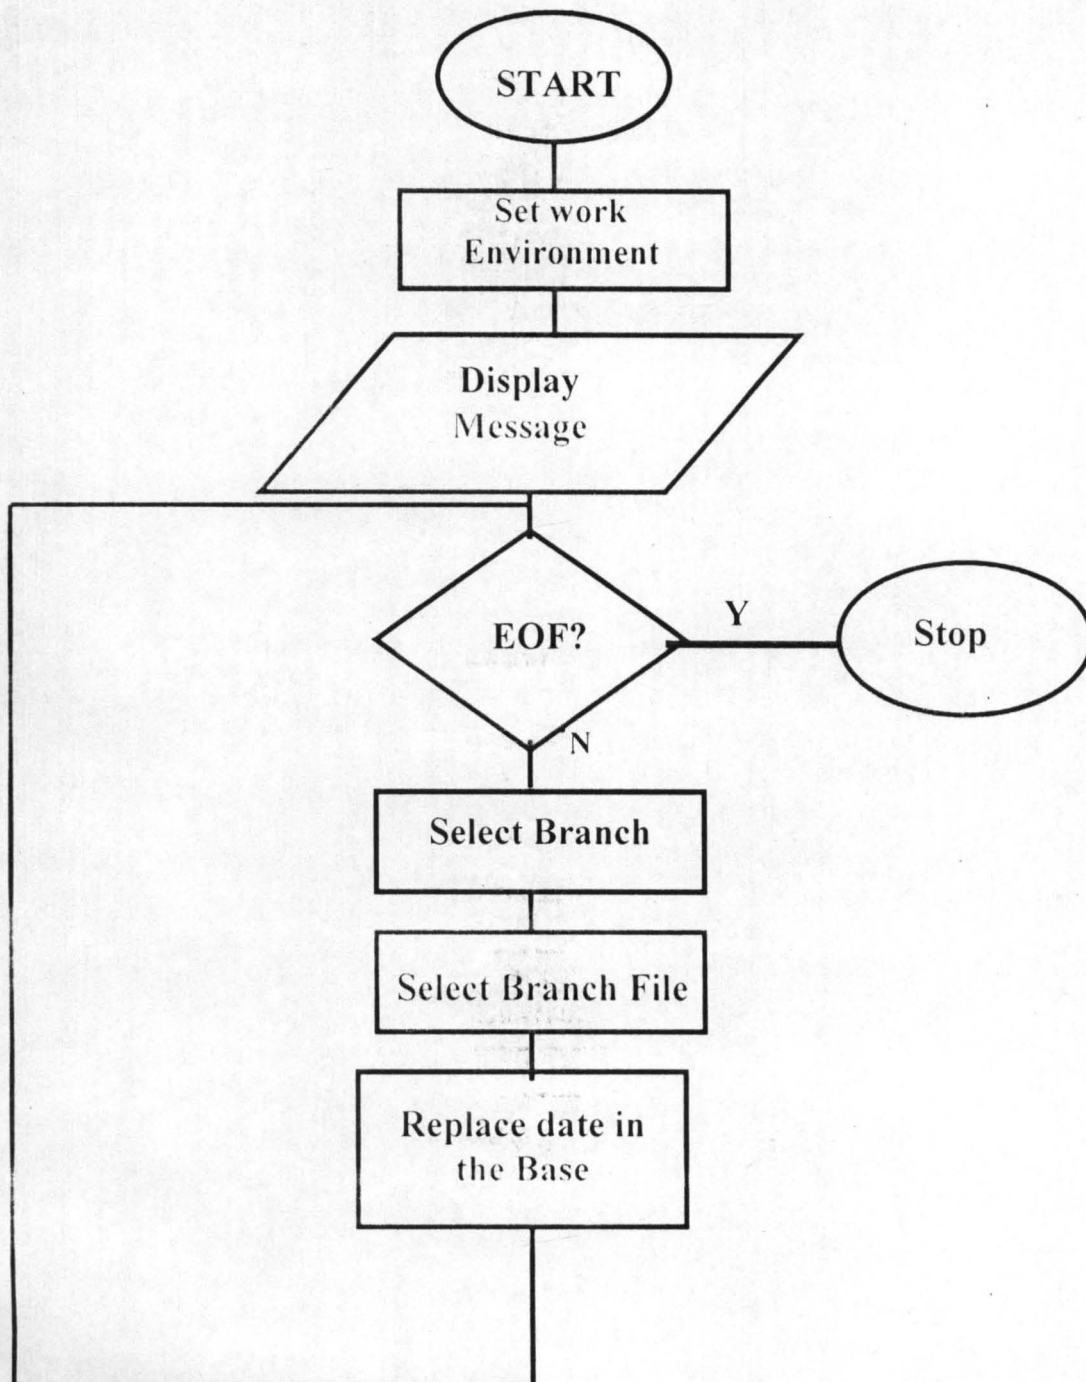 START
Set work
Environment
Display
Message
EOF?
Y
Stop
N
Select Branch
Select Branch File
Replace date in
the Base